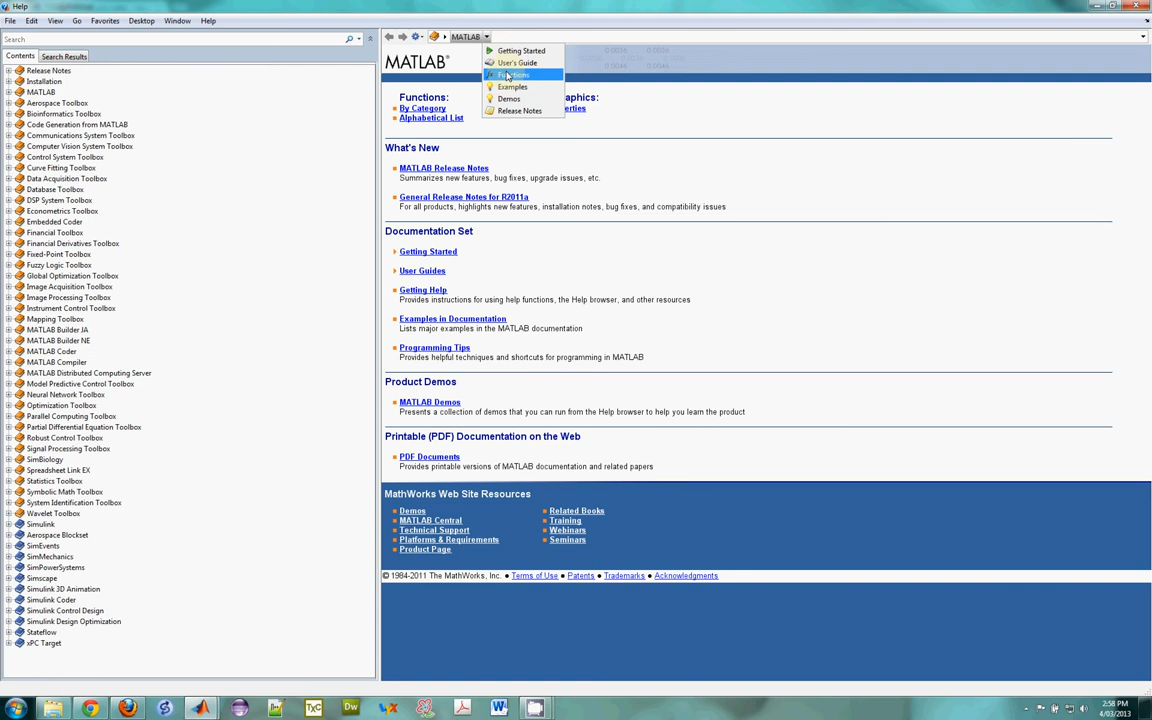 Help
File Edit View Go Favorites Desktop Window Help
Search
MATLAB
Contents Search Results
Release Notes
Installation
MATLAB
Aerospace Toolbox
Bioinformatics Toolbox
Code Generation from MATLAB
Communications System Toolbox
Computer Vision System Toolbox
Control System Toolbox
Curve Fitting Toolbox
Data Acquisition Toolbox
Database Toolbox
DSP System Toolbox
Econometrics Toolbox
Embedded Coder
Financial Toolbox
Financial Derivatives Toolbox
Fixed-Point Toolbox
Fuzzy Logic Toolbox
Global Optimization Toolbox
Image Acquisition Toolbox
Image Processing Toolbox
Instrument Control Toolbox
Mapping Toolbox
MATLAB Builder JA
MATLAB Builder NE
MATLAB Coder
MATLAB Compiler
MATLAB Distributed Computing Server
Model Predictive Control Toolbox
Neural Network Toolbox
Optimization Toolbox
Parallel Computing Toolbox
Partial Differential Equation Toolbox
Robust Control Toolbox
Signal Processing Toolbox
SimBiology
Spreadsheet Link EX
Statistics Toolbox
Symbolic Math Toolbox
System Identification Toolbox
Wavelet Toolbox
Simulink
Aerospace Blockset
SimEvents
SimMechanics
SimPowerSystems
Simscape
Simulink 3D Animation
Simulink Coder
Simulink Control Design
Simulink Design Optimization
Stateflow
xPC Target
Getting Started
User's Guide
Functions
Examples
Demos
Release Notes
MATLAB®
0:0036 0:0036
0:0046 0:0046
Functions: aphics:
By Category erties
Alphabetical List
What's New
MATLAB Release Notes
Summarizes new features, bug fixes, upgrade issues, etc.
General Release Notes for R2011a
For all products, highlights new features, installation notes, bug fixes, and compatibility issues
Documentation Set
Getting Started
User Guides
Getting Help
Provides instructions for using help functions, the Help browser, and other resources
Examples in Documentation
Lists major examples in the MATLAB documentation
Programming Tips
Provides helpful techniques and shortcuts for programming in MATLAB
Product Demos
MATLAB Demos
Presents a collection of demos that you can run from the Help browser to help you learn the product
Printable (PDF) Documentation on the Web
PDF Documents
Provides printable versions of MATLAB documentation and related papers
MathWorks Web Site Resources
Demos Related Books
MATLAB Central Training
Technical Support Webinars
Platforms & Requirements Seminars
Product Page
© 1984-2011 The MathWorks, Inc. • Terms of Use • Patents • Trademarks • Acknowledgments
TxC Dw W
2:58 PM
4/03/2013